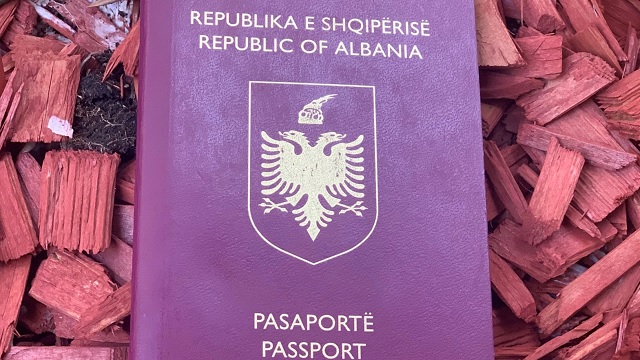 REPUBLIKA E SHQIPËRISË
REPUBLIC OF ALBANIA
PASAPORTË
PASSPORT